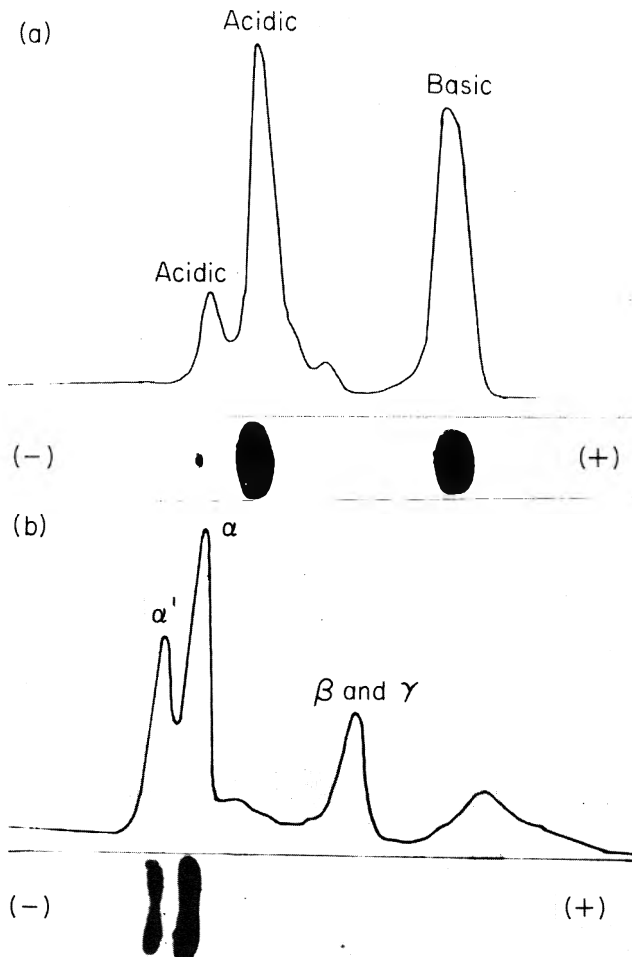 (a)
Acidic
Basic
Acidic
(−) (+)
(b)
α
α'
β and γ
(−) (+)